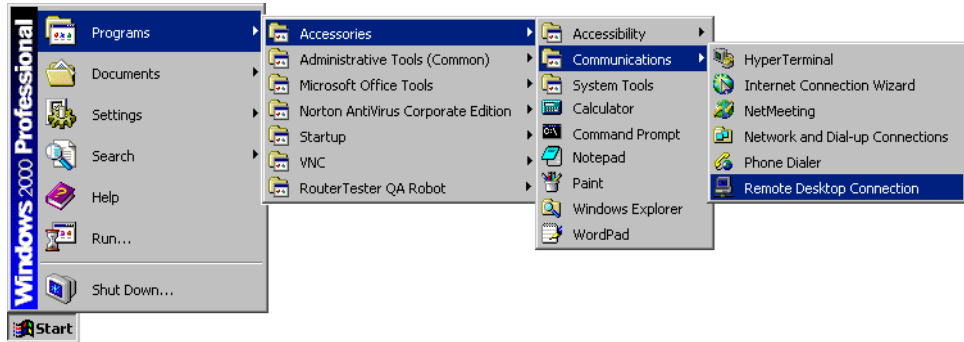 Windows 2000 Professional
Programs
Documents
Settings
Search
Help
Run...
Shut Down...
Start
Accessories
Administrative Tools (Common)
Microsoft Office Tools
Norton AntiVirus Corporate Edition
Startup
VNC
RouterTester QA Robot
Accessibility
Communications
System Tools
Calculator
Command Prompt
Notepad
Paint
Windows Explorer
WordPad
HyperTerminal
Internet Connection Wizard
NetMeeting
Network and Dial-up Connections
Phone Dialer
Remote Desktop Connection